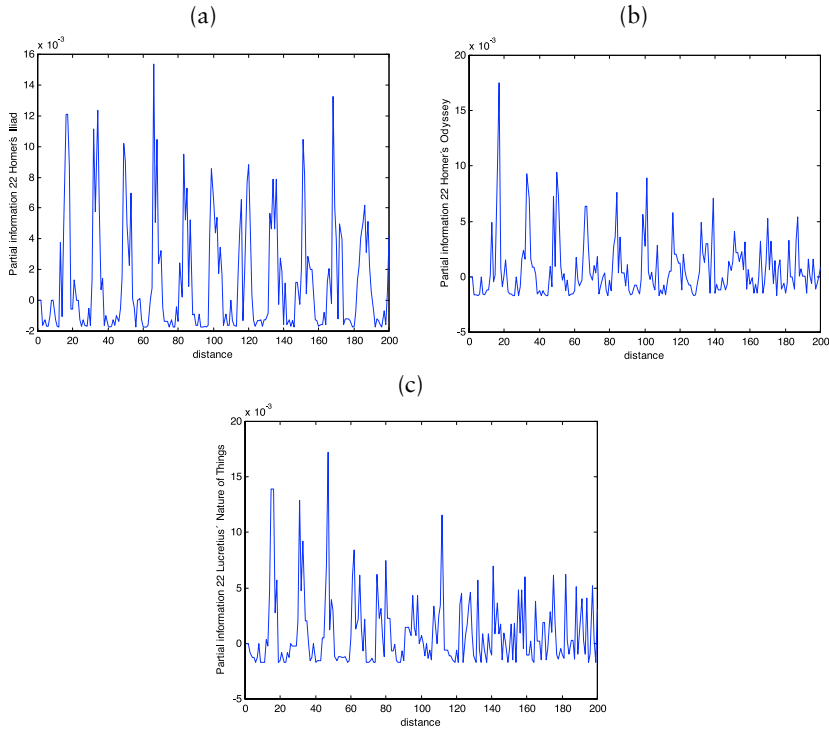 (a)
x 10⁻³
16
14
12
10
8
6
4
2
0
-2
Partial information 22 Homer's Iliad
0 20 40 60 80 100 120 140 160 180 200
distance
(b)
x 10⁻³
20
15
10
5
0
-5
Partial information 22 Homer's Odyssey
0 20 40 60 80 100 120 140 160 180 200
distance
(c)
x 10⁻³
20
15
10
5
0
-5
Partial information 22 Lucretius´ Nature of Things
0 20 40 60 80 100 120 140 160 180 200
distance